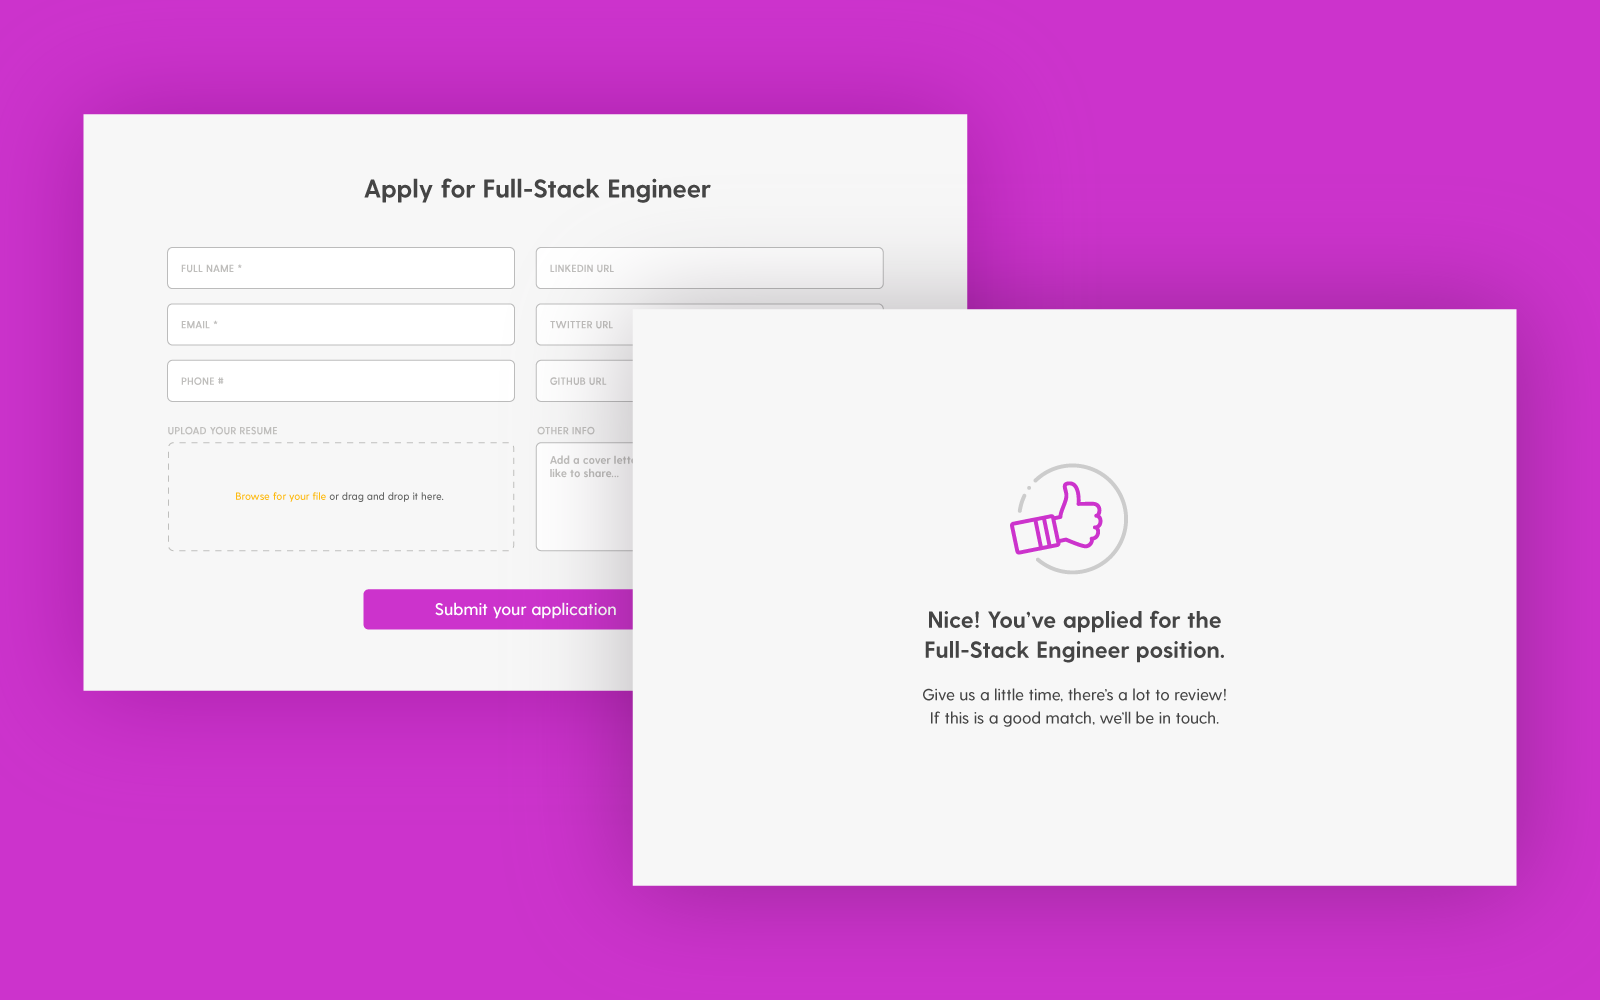 Apply for Full-Stack Engineer
FULL NAME *
LINKEDIN URL
EMAIL *
TWITTER URL
PHONE #
GITHUB URL
UPLOAD YOUR RESUME
Browse for your file or drag and drop it here.
OTHER INFO
Add a cover
like to share...
Submit your application
Nice! You've applied for the
Full-Stack Engineer position.
Give us a little time, there's a lot to review!
If this is a good match, we'll be in touch.